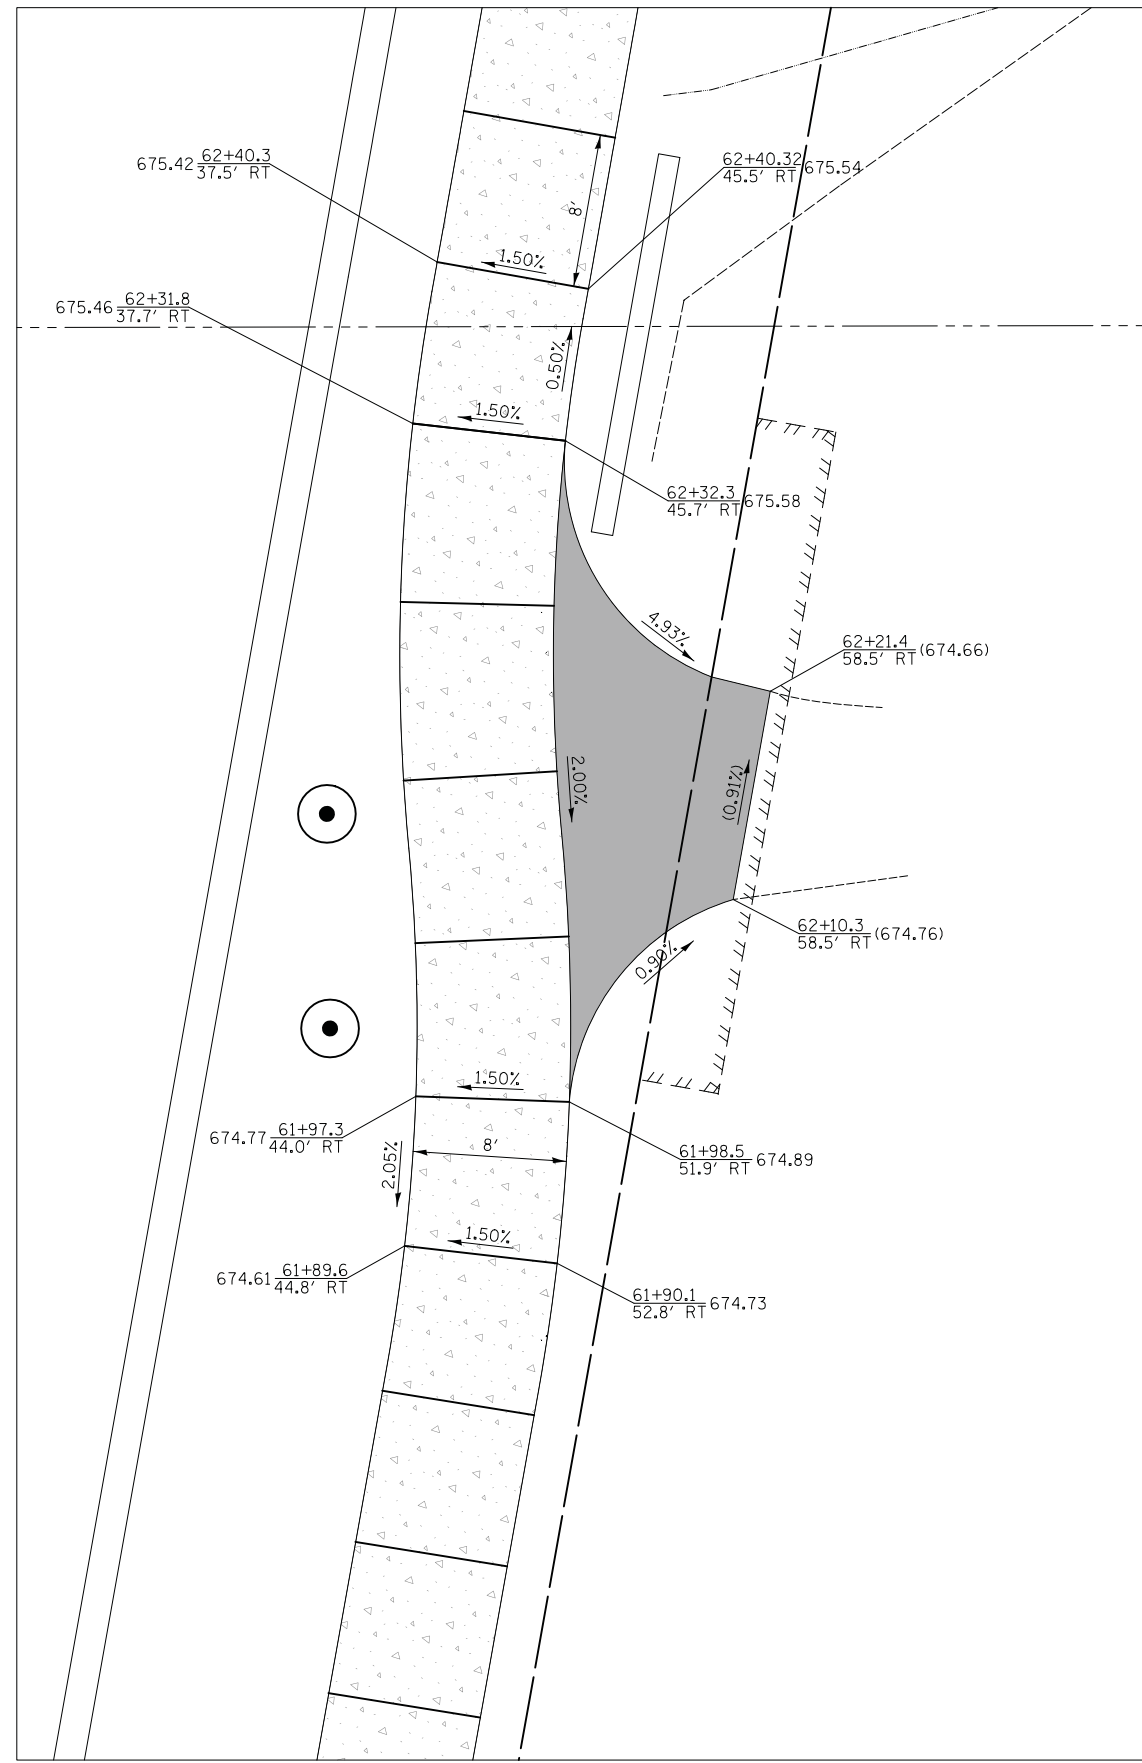 675.42 62+40.3
37.5' RT
62+40.32 675.54
45.5' RT
8'
1.50%
675.46 62+31.8
37.7' RT
0.50%
1.50%
62+32.3 675.58
45.7' RT
4.93%
62+21.4 (674.66)
58.5' RT
2.00%
(0.91%)
62+10.3 (674.76)
58.5' RT
0.90%
1.50%
674.77 61+97.3
44.0' RT
2.05%
8'
61+98.5 674.89
51.9' RT
1.50%
674.61 61+89.6
44.8' RT
61+90.1 674.73
52.8' RT